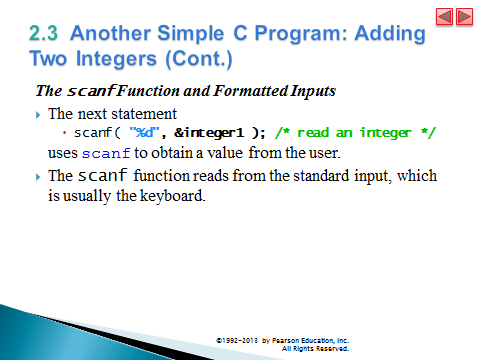 2.3 Another Simple C Program: Adding
Two Integers (Cont.)
The scanf Function and Formatted Inputs
The next statement
scanf( "%d", &integer1 ); /* read an integer */
uses scanf to obtain a value from the user.
The scanf function reads from the standard input, which
is usually the keyboard.
©1992-2013 by Pearson Education, Inc.
All Rights Reserved.